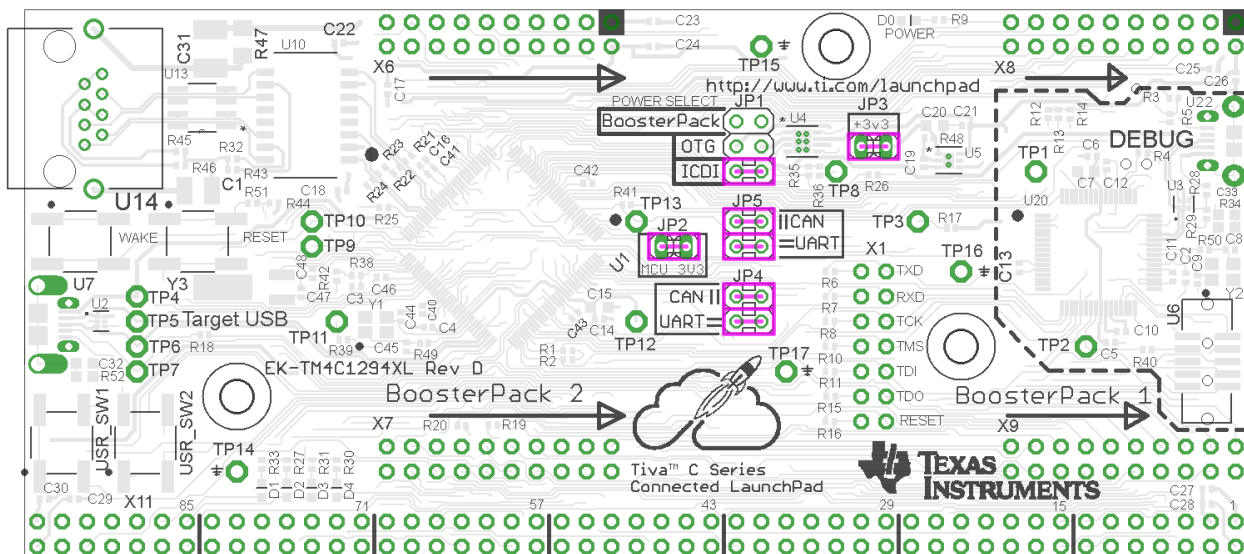 C22
C23
D0
R9
POWER
C31
R47
U10
C24
U13
X6
TP15
X8
C25
C26
C17
http://www.ti.com/launchpad
POWER SELECT
JP1
JP3
R3
U22
BoosterPack
U4
+3v3
C20
C21
R12
R14
R5
R45
R32
R23
R21
C16
C41
OTG
R48
R13
DEBUG
R46
R43
C1
R51
R24
R22
C42
ICDI
R35
R36
TP8
R26
C19
U5
TP1
C6
R4
C7
C12
U3
R28
C33
R34
U14
C18
R44
R25
R41
TP13
JP5
CAN
UART
TP3
R17
U20
R29
WAKE
RESET
TP10
TP9
JP2
MCU 3V3
U1
X1
TP16
C13
C11
C2
C9
R50
C8
U7
Y3
C48
R42
R38
C46
C47
C3
Y1
R6
TXD
Y2
U2
TP4
JP4
CAN
UART
R7
RXD
U6
TP5
Target USB
TP11
C44
C40
C4
C15
C43
C14
TP12
R8
TCK
C10
TP6
R18
R39
C45
R49
R1
R2
R10
TMS
TP2
C5
R40
C32
R52
TP7
EK-TM4C1294XL Rev D
TP17
R11
TDI
BoosterPack 2
R15
TDO
BoosterPack 1
USR_SW1
USR_SW2
X7
R20
R19
R16
RESET
X9
TP14
R33
R27
R31
R30
Tiva™ C Series
Connected LaunchPad
TEXAS
INSTRUMENTS
C30
C29
X11
D1
D2
D3
D4
C27
C28
85
71
57
43
29
15
1